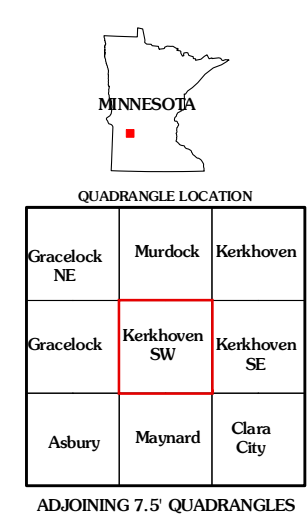 MINNESOTA
QUADRANGLE LOCATION
Gracelock
NE
Murdock
Kerkhoven
Gracelock
Kerkhoven
SW
Kerkhoven
SE
Asbury
Maynard
Clara
City
ADJOINING 7.5' QUADRANGLES